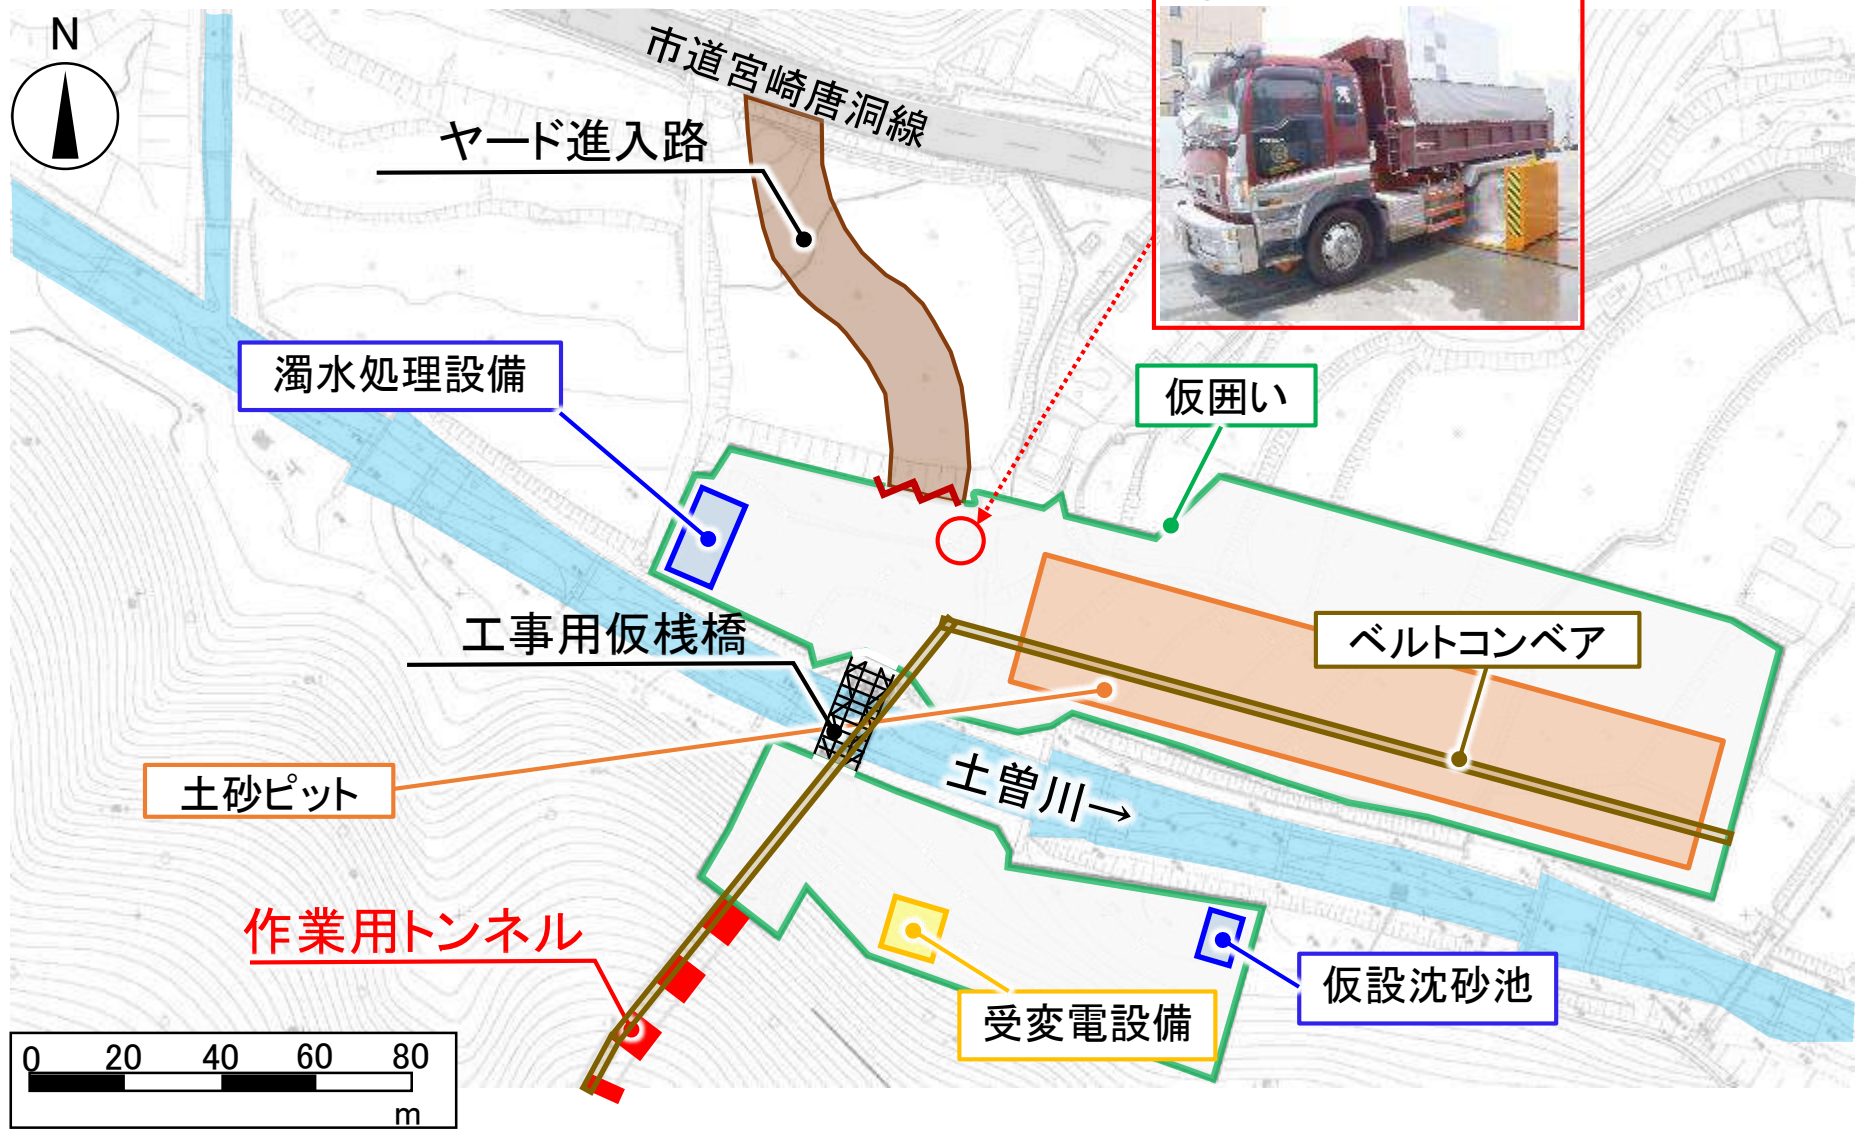 N
市道宮崎唐洞線
ヤード進入路
濁水処理設備
仮囲い
工事用仮桟橋
ベルトコンベア
土砂ピット
土曽川→
作業用トンネル
受変電設備
仮設沈砂池
0 20 40 60 80
m